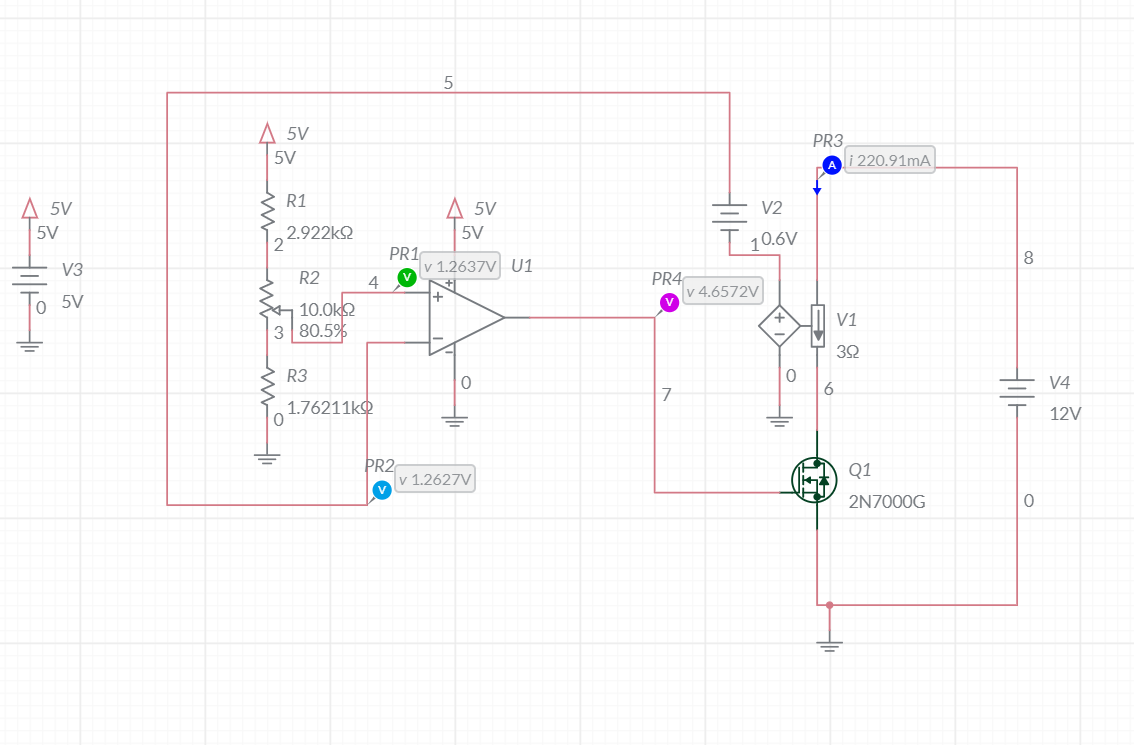 5
5V
5V
PR3
A
i 220.91mA
R1
2.922kΩ
2
5V
5V
V3
5V
0
5V
5V
V2
0.6V
1
PR1
V
v 1.2637V
U1
4
R2
10.0kΩ
80.5%
3
PR4
V
v 4.6572V
8
V1
3Ω
R3
1.76211kΩ
0
0
0
6
7
V4
12V
PR2
V
v 1.2627V
Q1
2N7000G
0